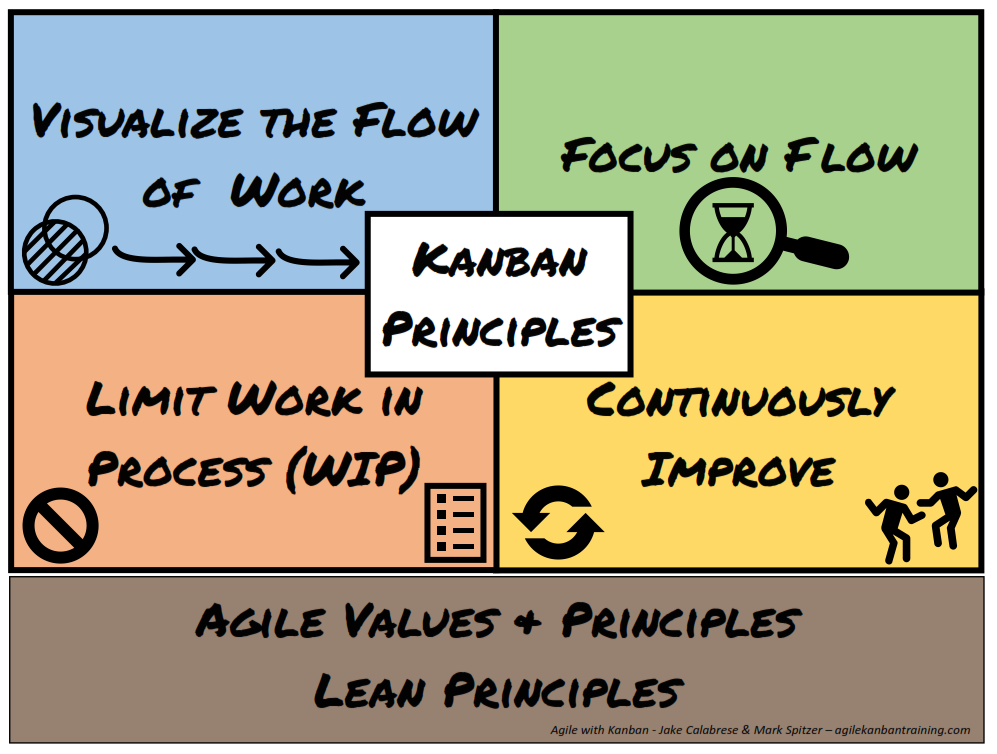 Visualize the Flow
of Work
Focus on Flow
Kanban
Principles
Limit Work in
Process (WIP)
Continuously
Improve
Agile Values & Principles
Lean Principles
Agile with Kanban - Jake Calabrese & Mark Spitzer – agilekanbantraining.com